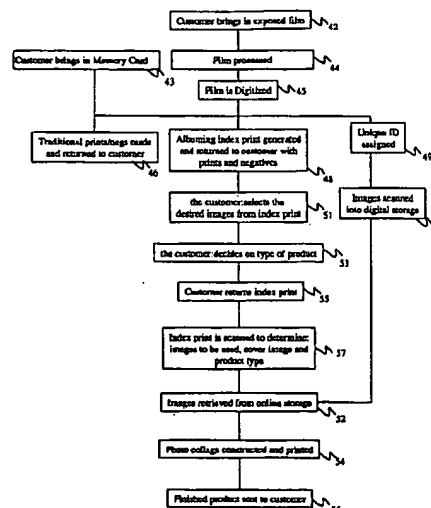 Customer brings in exposed film
42
Customer brings in Memory Card
43
Film processed
44
Film is Digitized
45
Traditional prints/negs made
and returned to customer
46
Albuming index print generated
and returned to customer with
prints and negatives
48
Unique ID
assigned
49
the customer selects the
desired images from index print
51
Images scanned
into digital storage
the customer decides on type of product
53
Customer returns index print
55
Index print is scanned to determine:
images to be used, cover image and
product type
57
Images retrieved from online storage
52
Photo collage constructed and printed
54
Finished product sent to customer